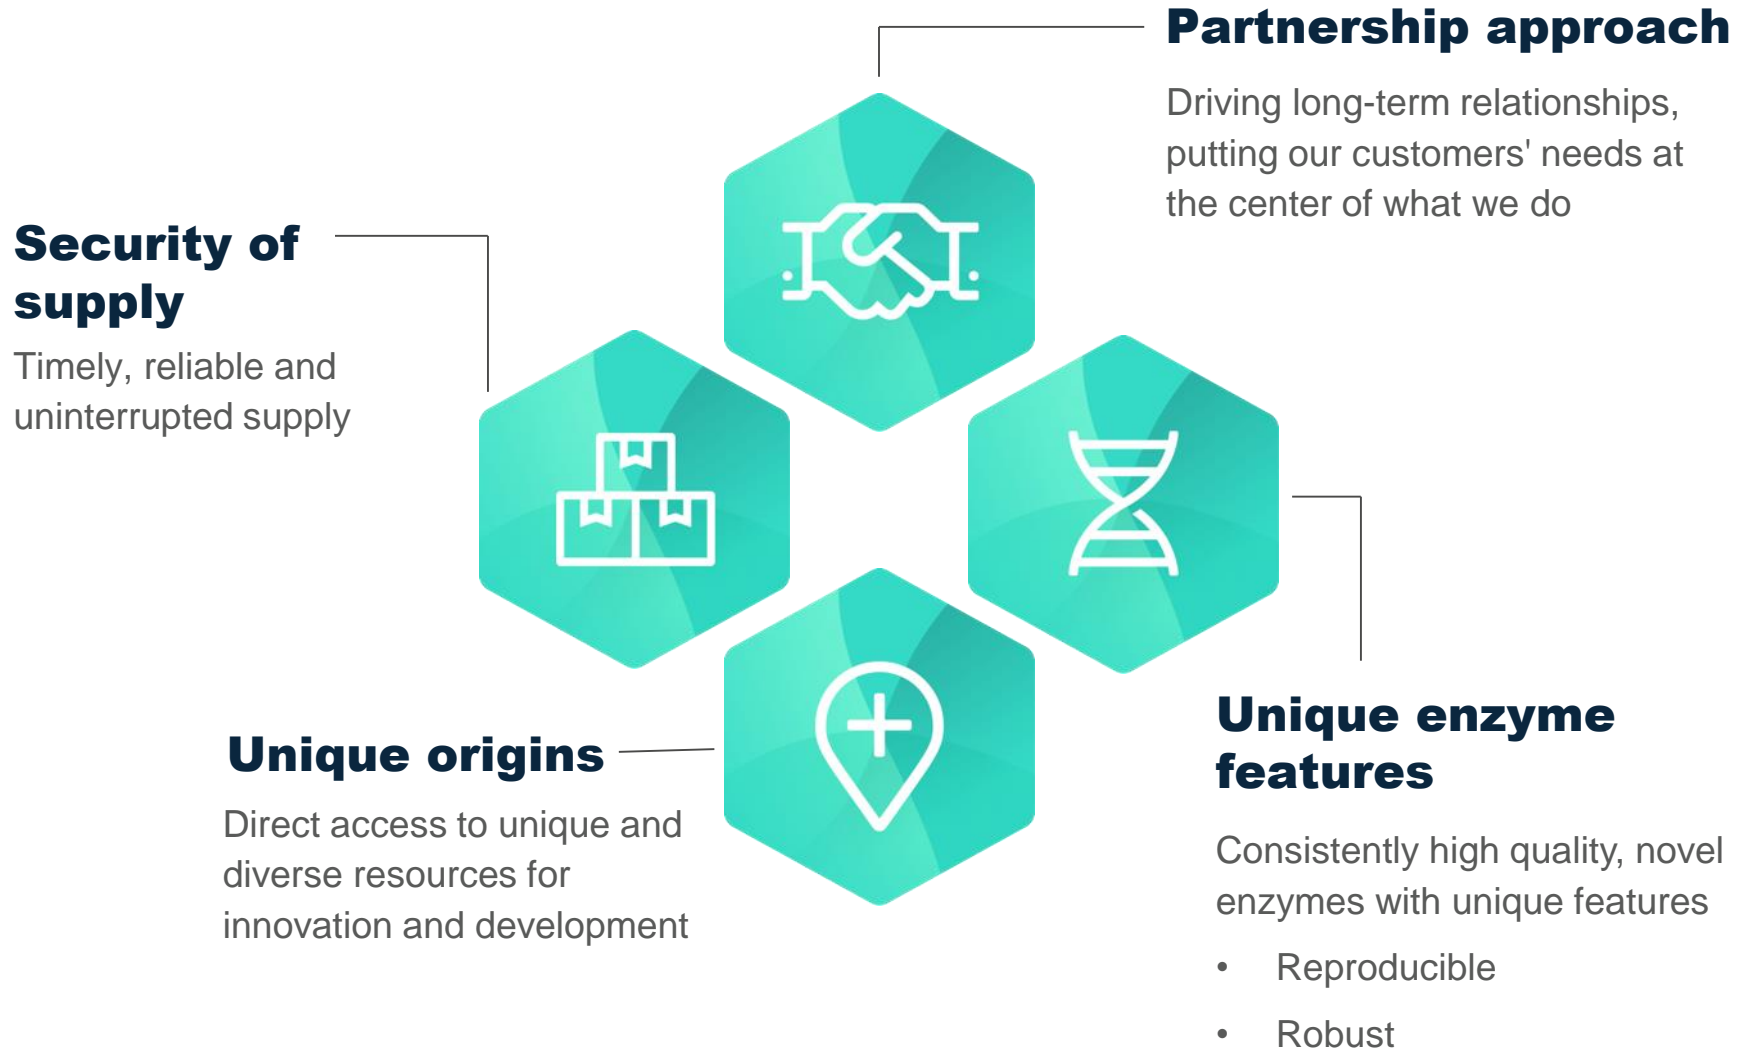 Partnership approach
Driving long-term relationships,
putting our customers' needs at
the center of what we do
Security of
supply
Timely, reliable and
uninterrupted supply
Unique origins
Direct access to unique and
diverse resources for
innovation and development
Unique enzyme
features
Consistently high quality, novel
enzymes with unique features
• Reproducible
• Robust